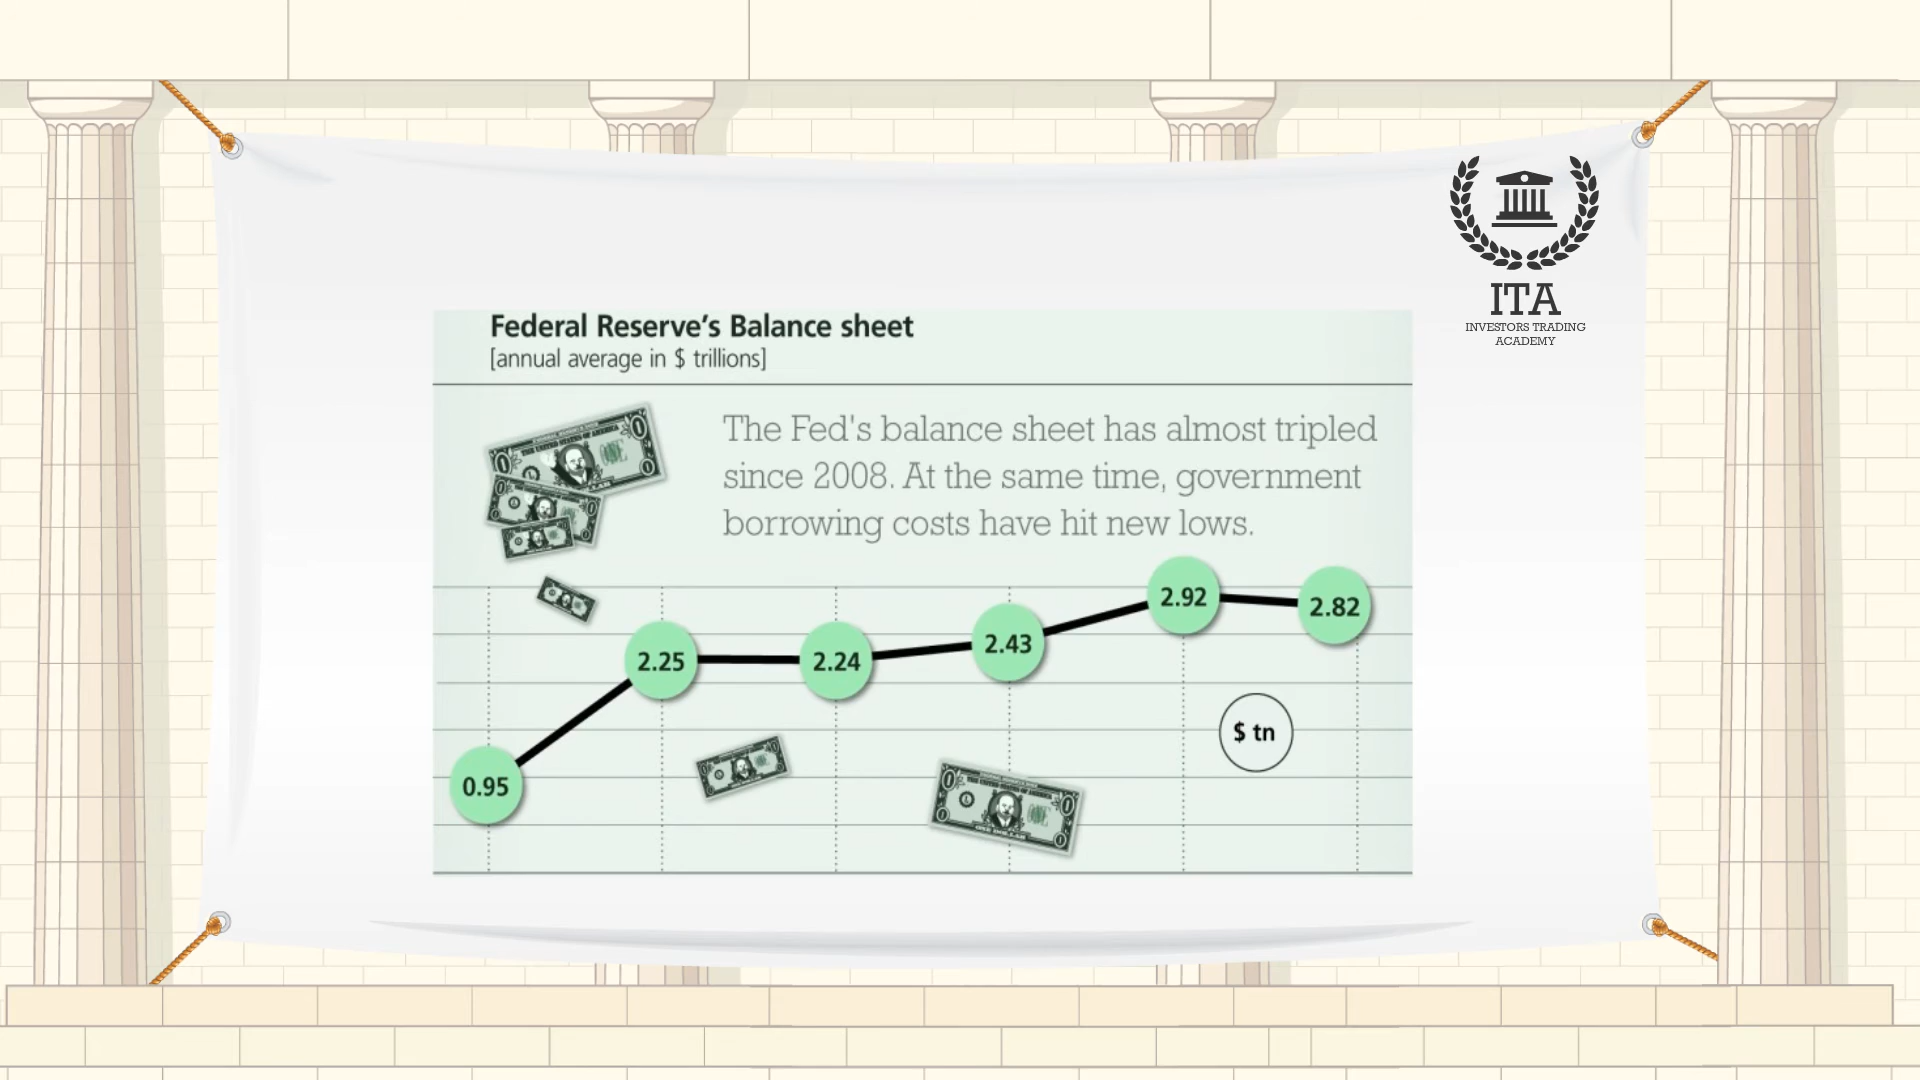 ITA
INVESTORS TRADING
ACADEMY
Federal Reserve's Balance sheet
[annual average in $ trillions]
The Fed's balance sheet has almost tripled
since 2008. At the same time, government
borrowing costs have hit new lows.
0.95
2.25
2.24
2.43
2.92
2.82
$ tn